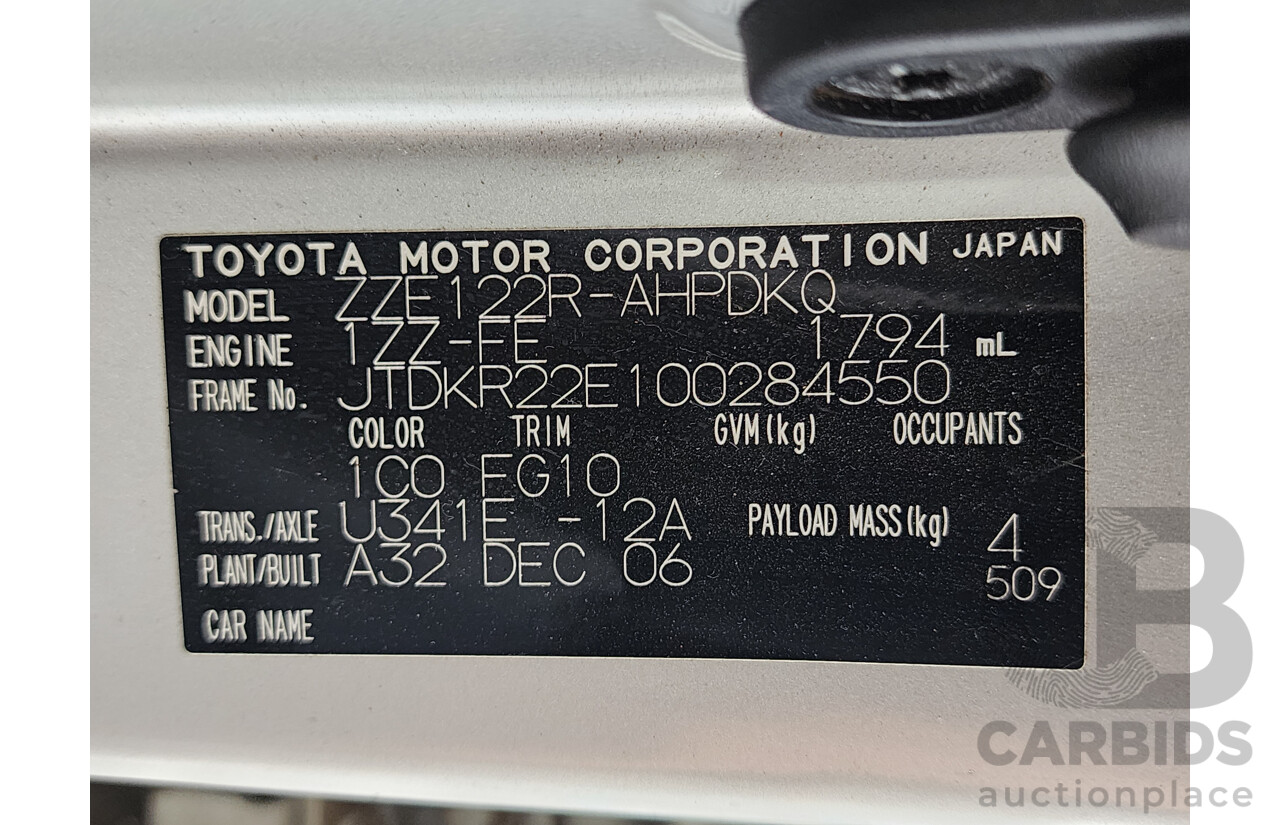 TOYOTA MOTOR CORPORATION JAPAN
MODEL ZZE122R-AHPDKQ
ENGINE 1ZZ-FE 1794 mL
FRAME No. JTDKR22E100284550
COLOR TRIM GVM(kg) OCCUPANTS
1C0 FG10
TRANS./AXLE U341E -12A PAYLOAD MASS(kg) 4
PLANT/BUILT A32 DEC 06 509
CAR NAME
B
CARBIDS
auctionplace